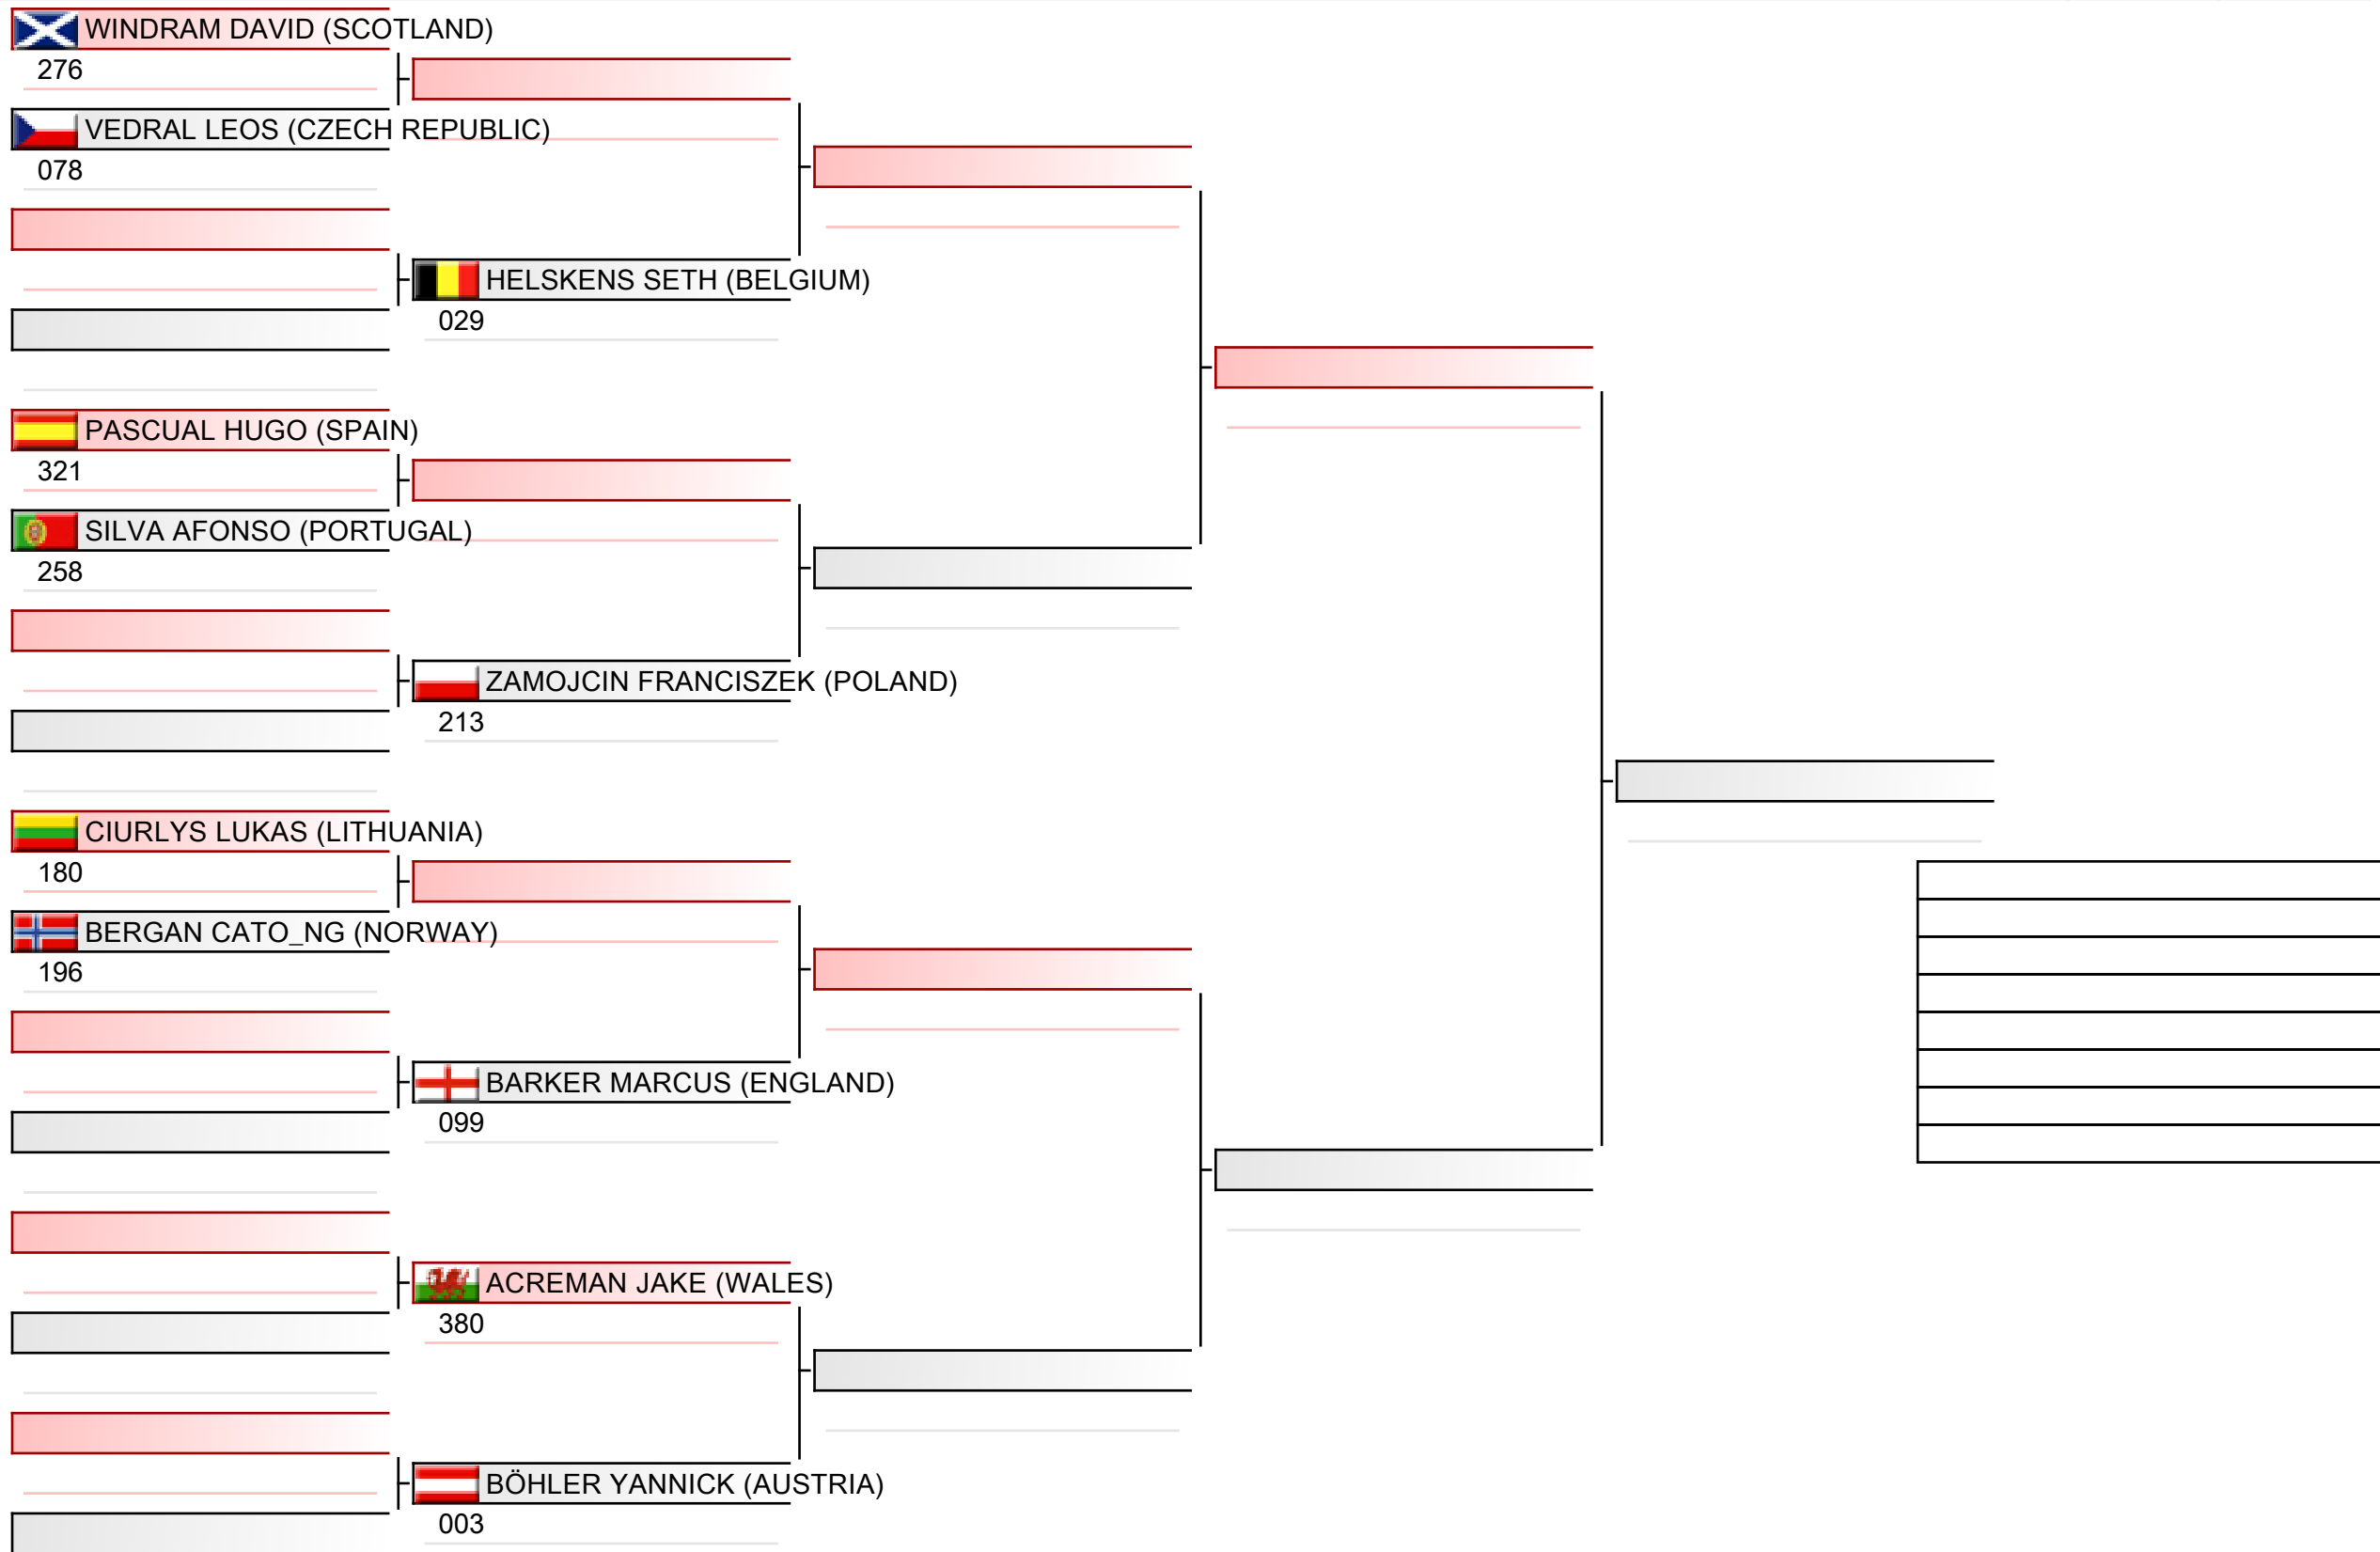 WINDRAM DAVID (SCOTLAND)
276
VEDRAL LEOS (CZECH REPUBLIC)
078
HELSKENS SETH (BELGIUM)
029
PASCUAL HUGO (SPAIN)
321
SILVA AFONSO (PORTUGAL)
258
ZAMOJCIN FRANCISZEK (POLAND)
213
CIURLYS LUKAS (LITHUANIA)
180
BERGAN CATO_NG (NORWAY)
196
BARKER MARCUS (ENGLAND)
099
ACREMAN JAKE (WALES)
380
BÖHLER YANNICK (AUSTRIA)
003